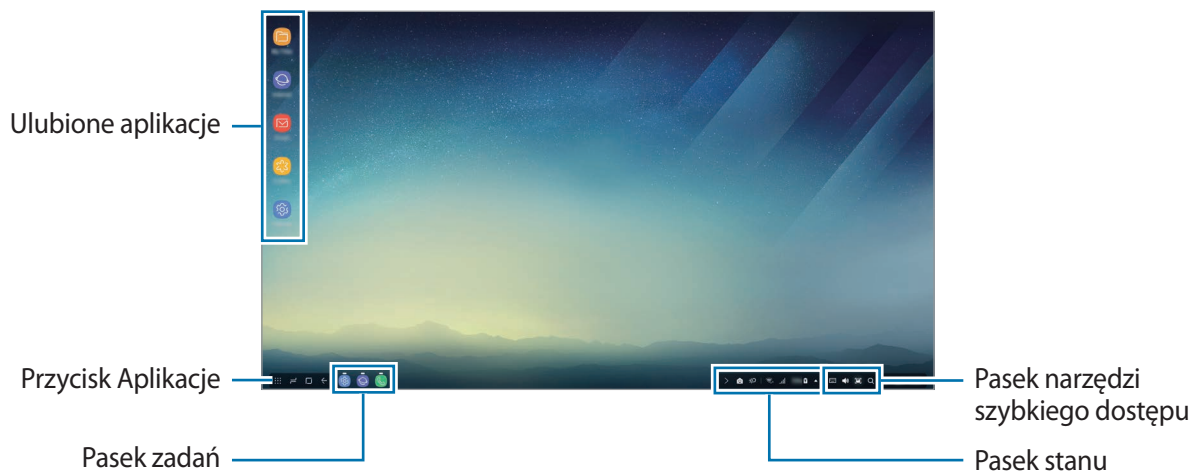 Ulubione aplikacje
Przycisk Aplikacje
Pasek zadań
Pasek narzędzi
szybkiego dostępu
Pasek stanu